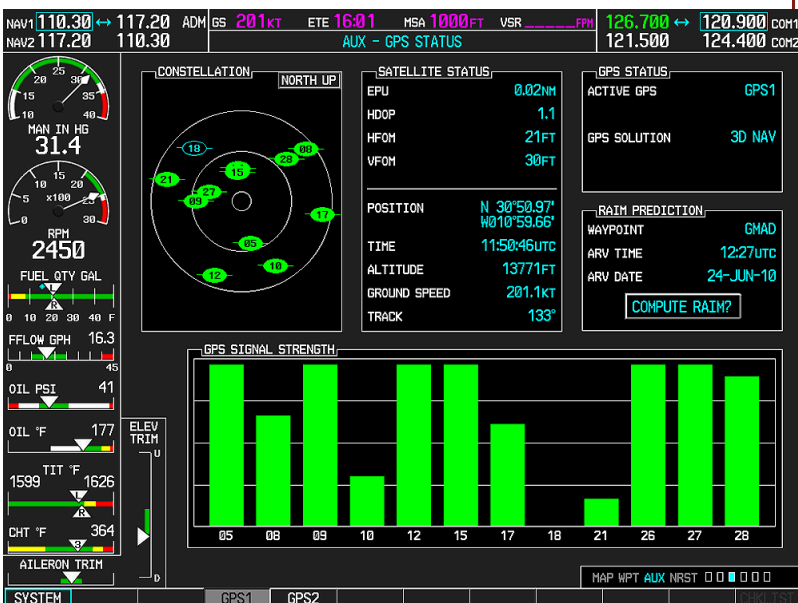 NAV1 110.30 ↔ 117.20 ADM GS 201KT ETE 16:01 MSA 1000FT VSR _____FPM 126.700 ↔ 120.900 COM1
NAV2 117.20 110.30 AUX - GPS STATUS 121.500 124.400 COM2
CONSTELLATION
NORTH UP
18
08
28
15
21
27
09
17
05
10
12
SATELLITE STATUS
EPU 0.02NM
HDOP 1.1
HFOM 21FT
VFOM 30FT
POSITION N 30°50.97'
W010°59.66'
TIME 11:50:46UTC
ALTITUDE 13771FT
GROUND SPEED 201.1KT
TRACK 133°
GPS STATUS
ACTIVE GPS GPS1
GPS SOLUTION 3D NAV
RAIM PREDICTION
WAYPOINT GMAD
ARV TIME 12:27UTC
ARV DATE 24-JUN-10
COMPUTE RAIM?
10 15 20 25 30 35 40
MAN IN HG
31.4
0 5 10 15 20 25 30
x100
RPM
2450
FUEL QTY GAL
L
R
0 10 20 30 40 F
FFLOW GPH 16.3
0 45
OIL PSI 41
OIL °F 177
TIT °F
1599 1626
L
R
CHT °F 364
3
AILERON TRIM
ELEV
TRIM
U
D
GPS SIGNAL STRENGTH
05 08 09 10 12 15 17 18 21 26 27 28
MAP WPT AUX NRST
SYSTEM GPS1 GPS2 CHKLIST